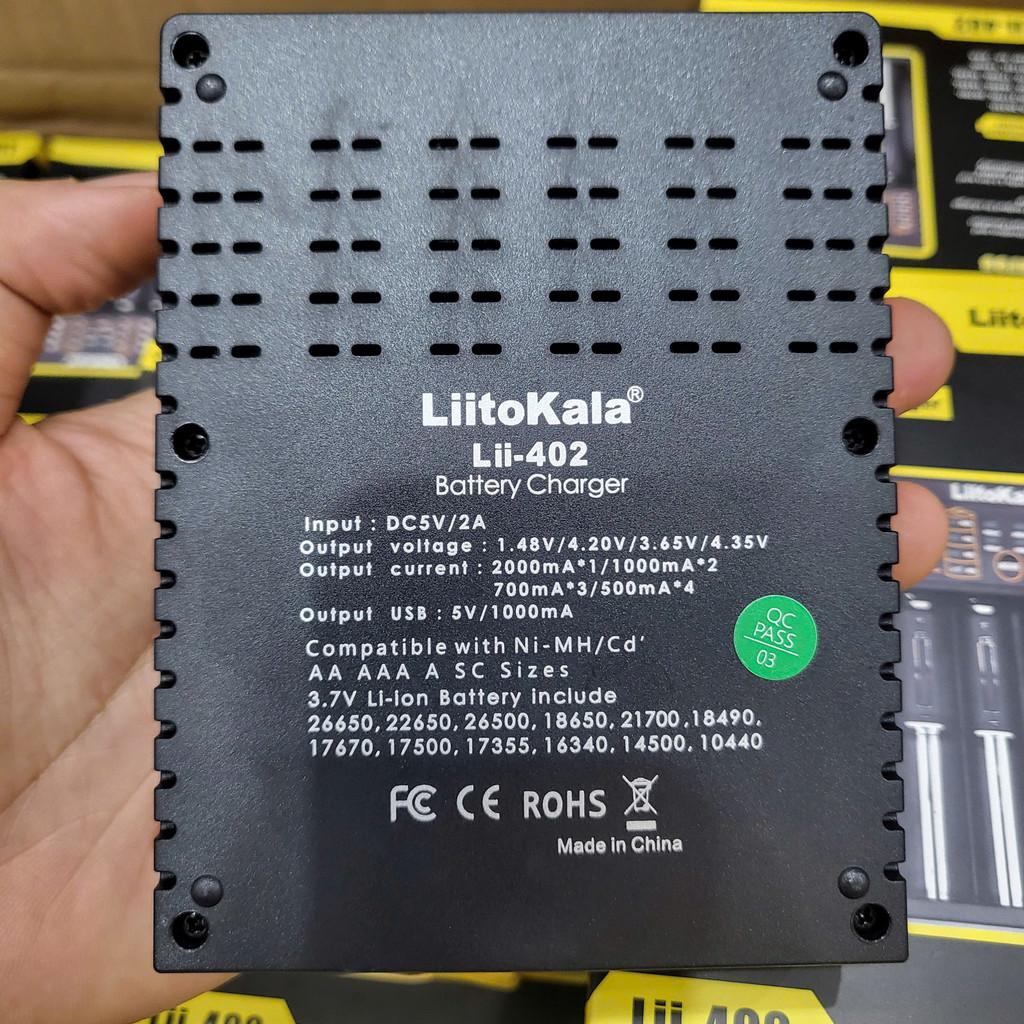 LiitoKala®
Lii-402
Battery Charger
Input : DC5V/2A
Output voltage : 1.48V/4.20V/3.65V/4.35V
Output current : 2000mA*1/1000mA*2
700mA*3/500mA*4
Output USB : 5V/1000mA
Compatible with Ni-MH/Cd'
AA AAA A SC Sizes
3.7V Li-ion Battery include
26650, 22650, 26500, 18650, 21700 ,18490,
17670, 17500, 17355, 16340, 14500, 10440
QC
PASS
03
FC CE ROHS
Made in China